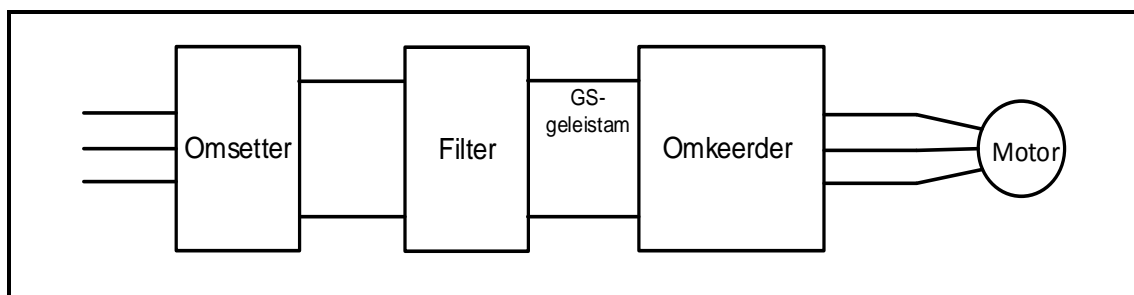 Omsetter
Filter
GS-
geleistam
Omkeerder
Motor